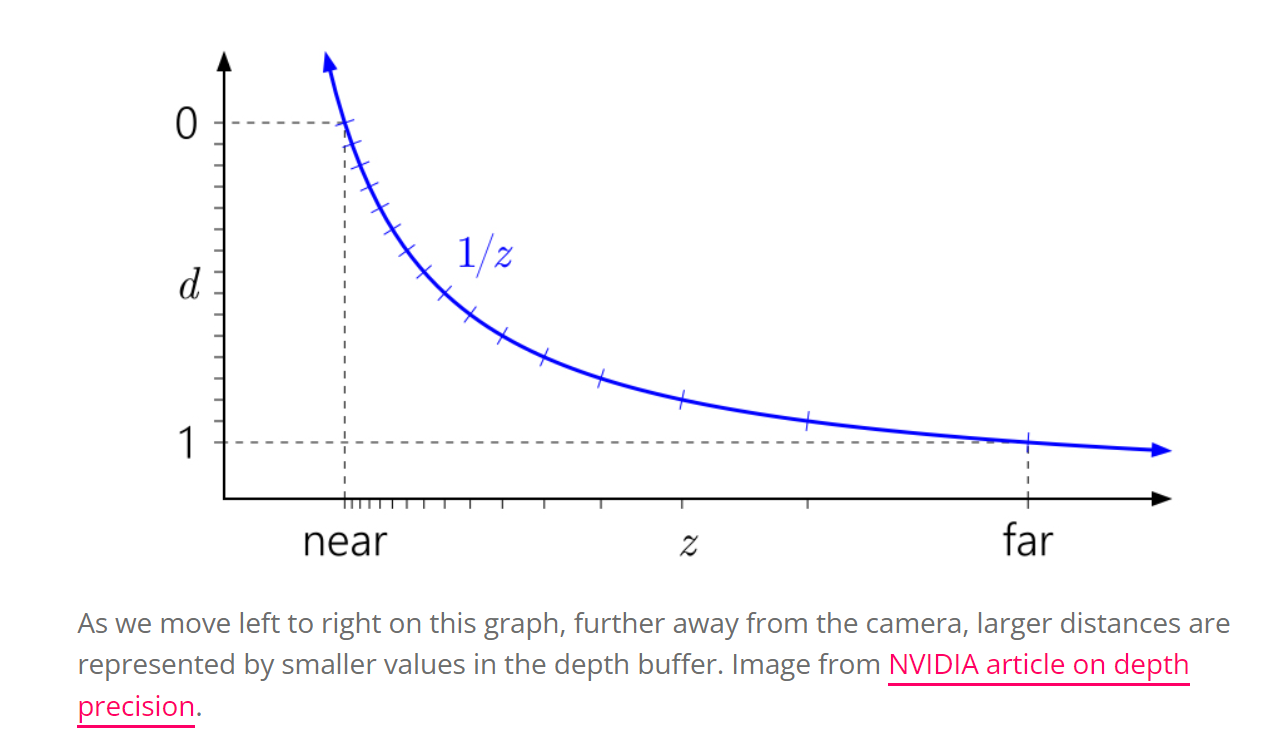 0
1/z
d
1
near
z
far
As we move left to right on this graph, further away from the camera, larger distances are
represented by smaller values in the depth buffer. Image from NVIDIA article on depth
precision.